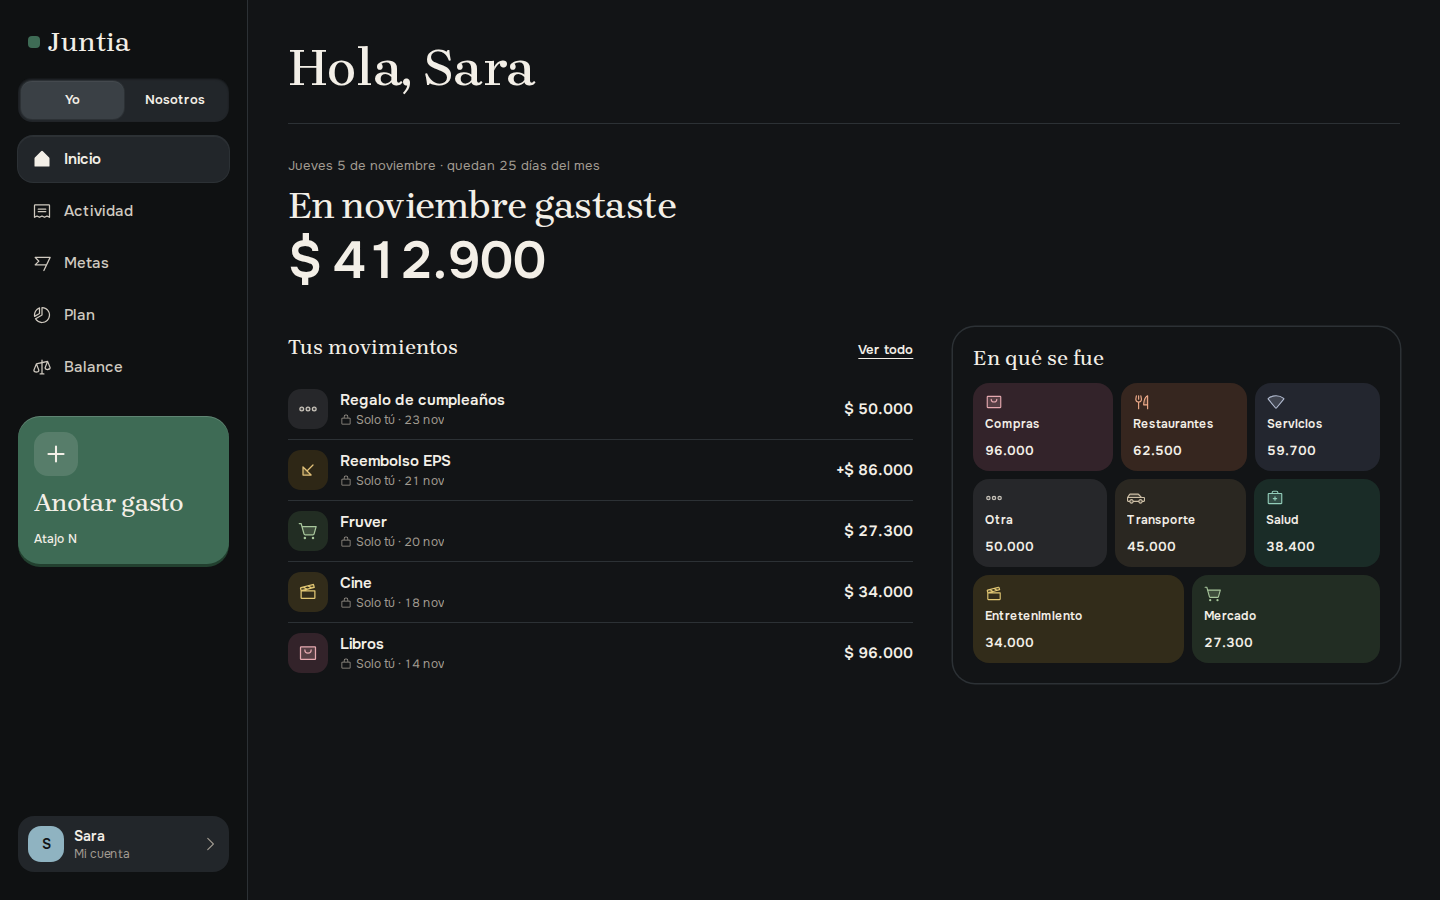 Juntia
Yo
Nosotros
Inicio
Actividad
Metas
Plan
Balance
Anotar gasto
Atajo N
S
Sara
Mi cuenta
Hola, Sara
Jueves 5 de noviembre · quedan 25 días del mes
En noviembre gastaste
$ 412.900
Tus movimientos
Ver todo
Regalo de cumpleaños
Solo tú · 23 nov
$ 50.000
Reembolso EPS
Solo tú · 21 nov
+$ 86.000
Fruver
Solo tú · 20 nov
$ 27.300
Cine
Solo tú · 18 nov
$ 34.000
Libros
Solo tú · 14 nov
$ 96.000
En qué se fue
Compras
96.000
Restaurantes
62.500
Servicios
59.700
Otra
50.000
Transporte
45.000
Salud
38.400
Entretenimiento
34.000
Mercado
27.300